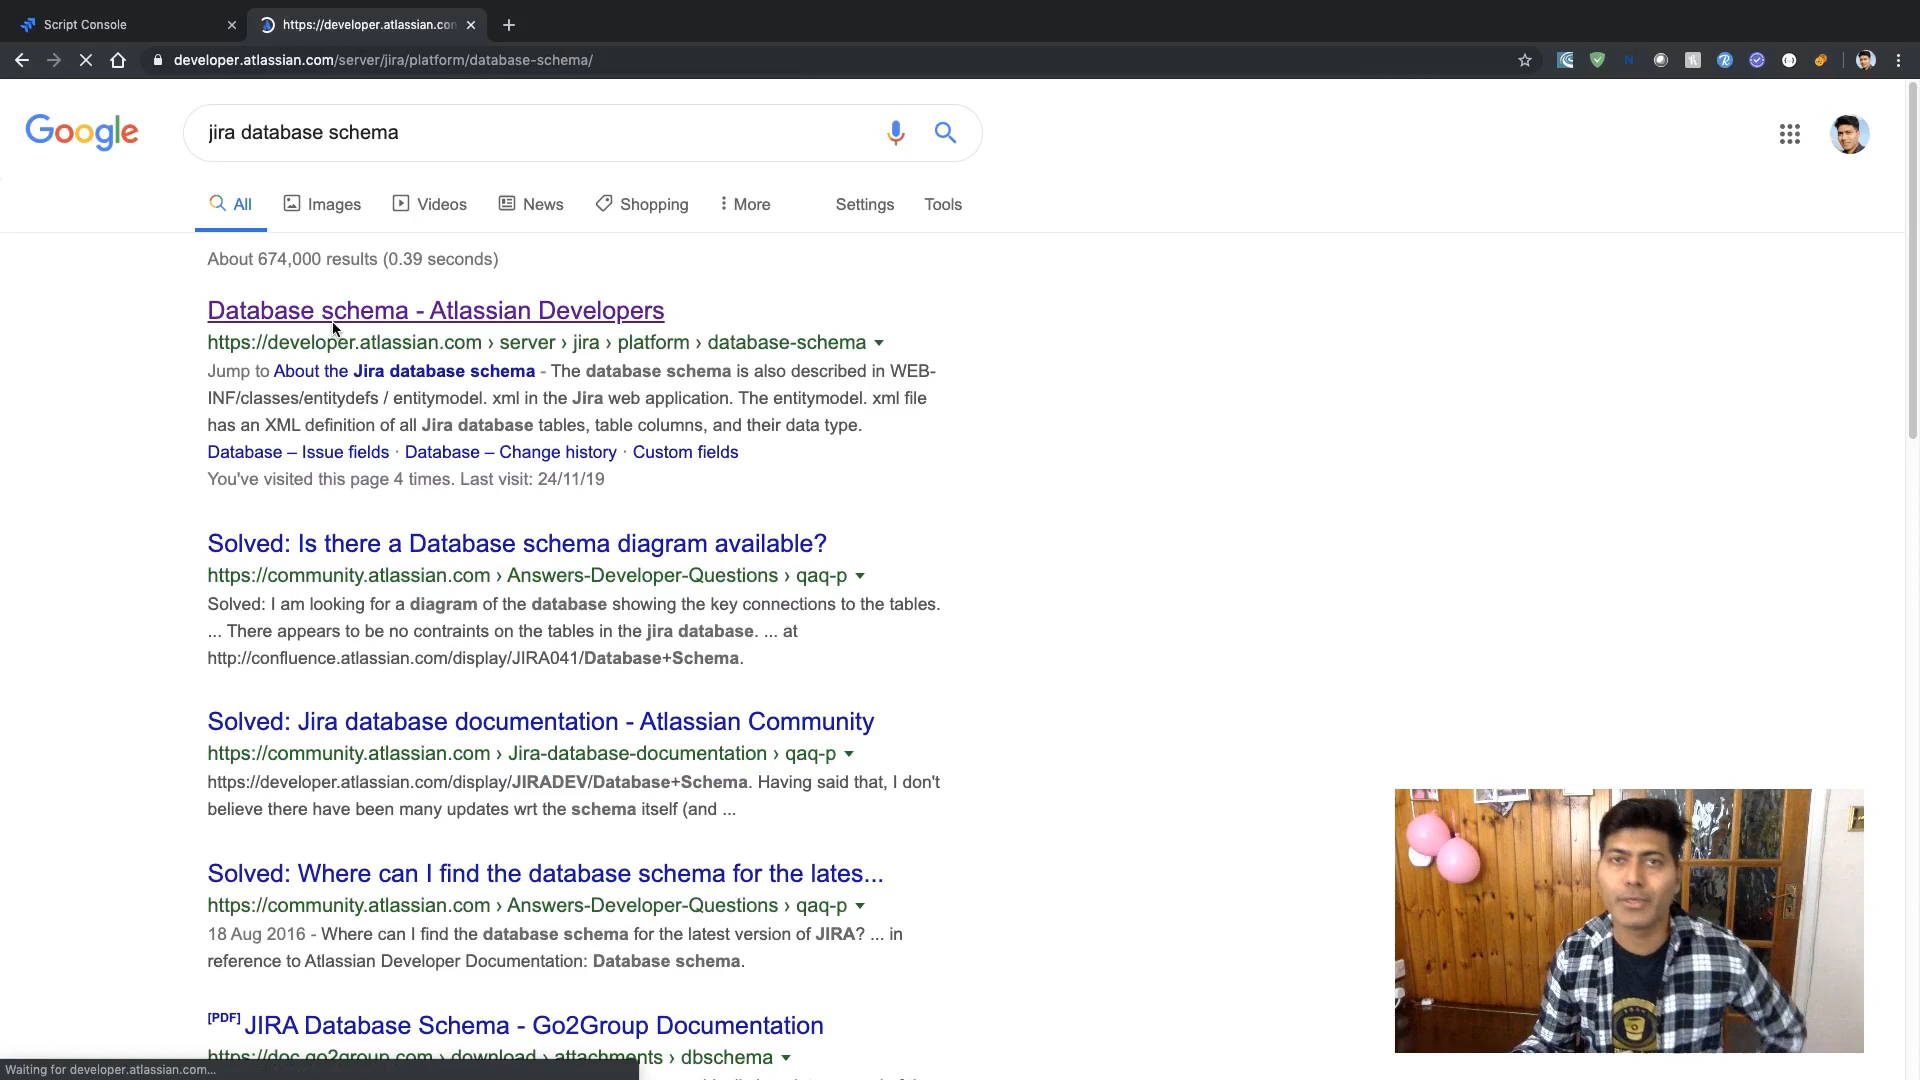 Script Console
https://developer.atlassian.con
developer.atlassian.com/server/jira/platform/database-schema/
Google
jira database schema
All
Images
Videos
News
Shopping
More
Settings
Tools
About 674,000 results (0.39 seconds)
Database schema - Atlassian Developers
https://developer.atlassian.com › server › jira › platform › database-schema
Jump to About the Jira database schema - The database schema is also described in WEB-
INF/classes/entitydefs / entitymodel. xml in the Jira web application. The entitymodel. xml file
has an XML definition of all Jira database tables, table columns, and their data type.
Database – Issue fields · Database – Change history · Custom fields
You've visited this page 4 times. Last visit: 24/11/19
Solved: Is there a Database schema diagram available?
https://community.atlassian.com › Answers-Developer-Questions › qaq-p
Solved: I am looking for a diagram of the database showing the key connections to the tables.
... There appears to be no contraints on the tables in the jira database. ... at
http://confluence.atlassian.com/display/JIRA041/Database+Schema.
Solved: Jira database documentation - Atlassian Community
https://community.atlassian.com › Jira-database-documentation › qaq-p
https://developer.atlassian.com/display/JIRADEV/Database+Schema. Having said that, I don't
believe there have been many updates wrt the schema itself (and ...
Solved: Where can I find the database schema for the lates...
https://community.atlassian.com › Answers-Developer-Questions › qaq-p
18 Aug 2016 - Where can I find the database schema for the latest version of JIRA? ... in
reference to Atlassian Developer Documentation: Database schema.
[PDF] JIRA Database Schema - Go2Group Documentation
https://doc.go2group.com › download › attachments › dbschema
Waiting for developer.atlassian.com...